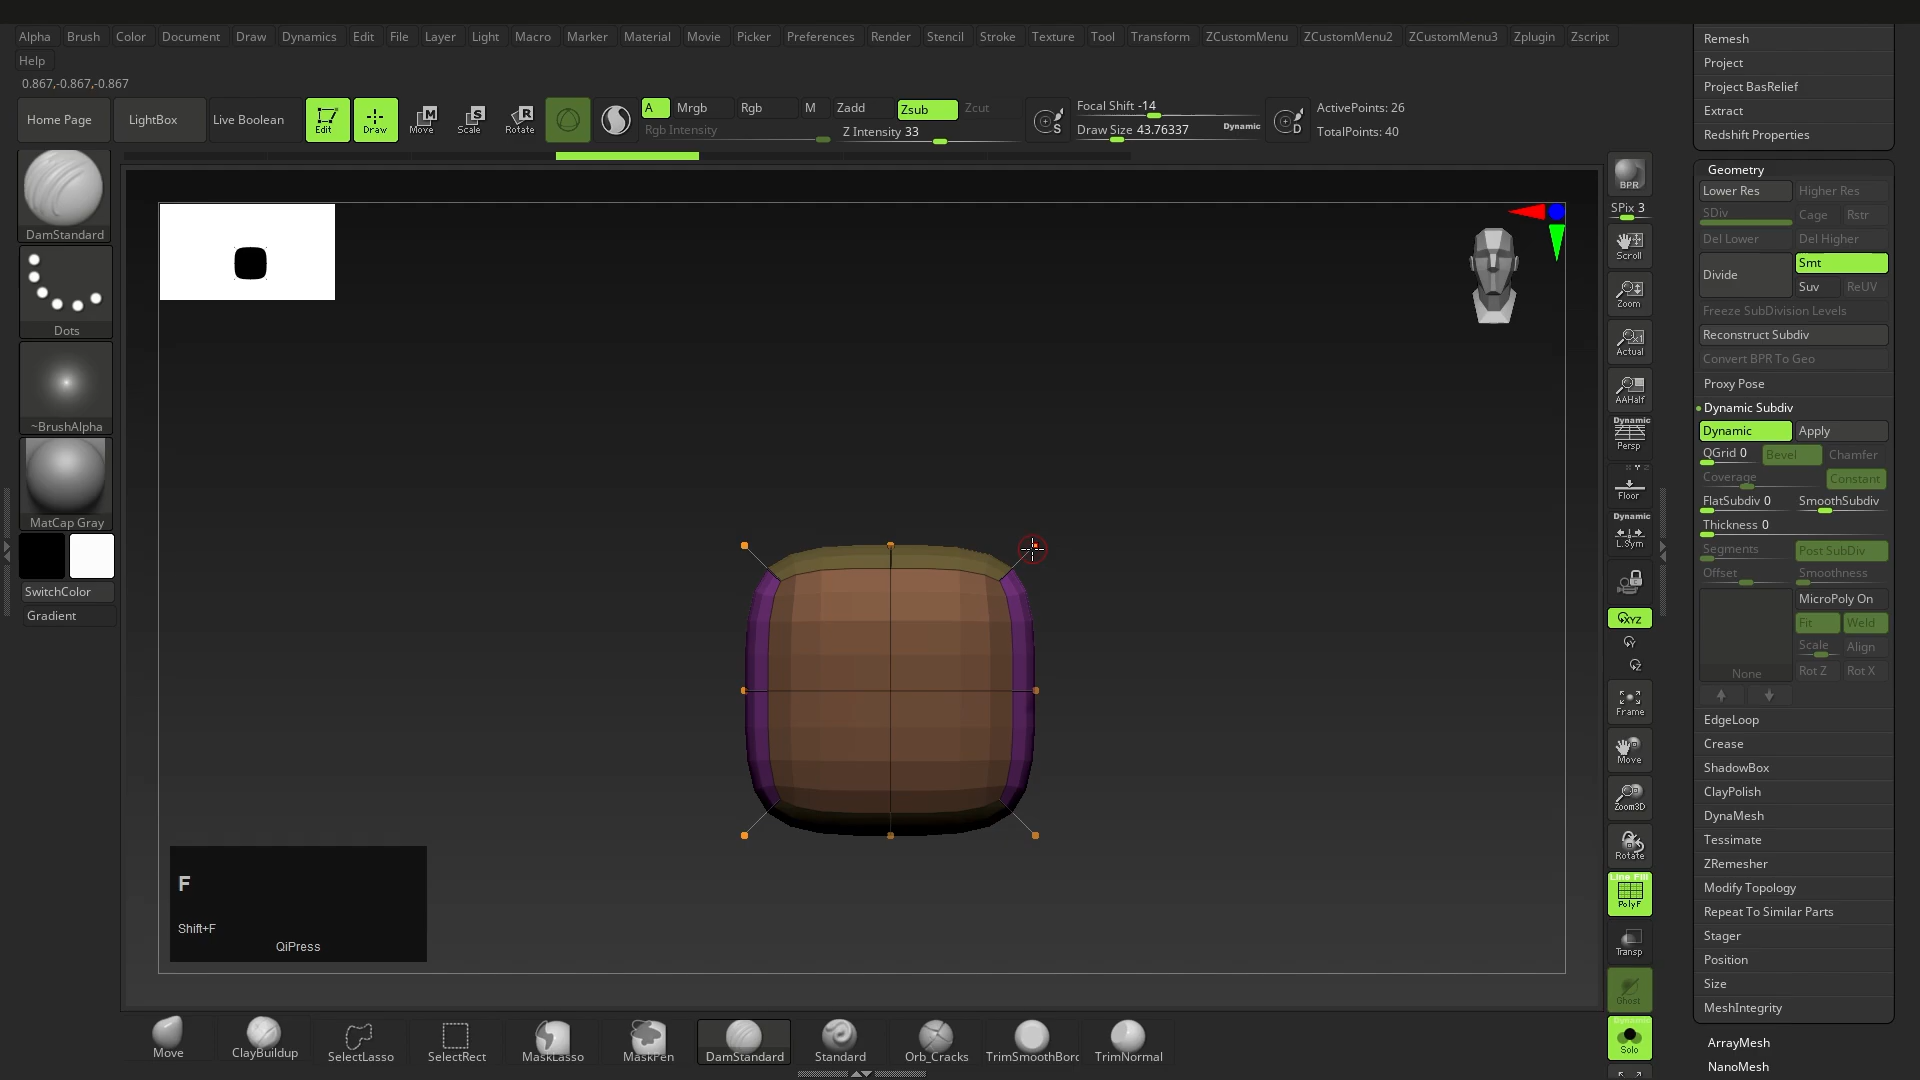 Alpha Brush Color Document Draw Dynamics Edit File Layer Light Macro Marker Material Movie Picker Preferences Render Stencil Stroke Texture Tool Transform ZCustomMenu ZCustomMenu2 ZCustomMenu3 Zplugin Zscript
Help
0.867,-0.867,-0.867
Home Page LightBox Live Boolean Edit Draw Move Scale Rotate
M S R
A Mrgb Rgb M Zadd Zsub Zcut
Rgb Intensity Z Intensity 33
S Focal Shift -14
Draw Size 43.76337 Dynamic
D ActivePoints: 26
TotalPoints: 40
DamStandard
Dots
~BrushAlpha
MatCap Gray
SwitchColor
Gradient
F
Shift+F
QiPress
BPR
SPix 3
Scroll
Zoom
Actual
AAHalf
Dynamic
Persp
Floor
Dynamic
L.Sym
XYZ
Y
Z
Frame
Move
Zoom3D
Rotate
Line Fill
PolyF
Transp
Ghost
Dynamic
Solo
Remesh
Project
Project BasRelief
Extract
Redshift Properties
Geometry
Lower Res Higher Res
SDiv Cage Rstr
Del Lower Del Higher
Divide Smt
Suv ReUV
Freeze SubDivision Levels
Reconstruct Subdiv
Convert BPR To Geo
Proxy Pose
Dynamic Subdiv
Dynamic Apply
QGrid 0 Bevel Chamfer
Coverage Constant
FlatSubdiv 0 SmoothSubdiv
Thickness 0
Segments Post SubDiv
Offset Smoothness
MicroPoly On
Fit Weld
Scale Align
None Rot Z Rot X
EdgeLoop
Crease
ShadowBox
ClayPolish
DynaMesh
Tessimate
ZRemesher
Modify Topology
Repeat To Similar Parts
Stager
Position
Size
MeshIntegrity
ArrayMesh
NanoMesh
Move ClayBuildup SelectLasso SelectRect MaskLasso MaskPen DamStandard Standard Orb_Cracks TrimSmoothBorc TrimNormal